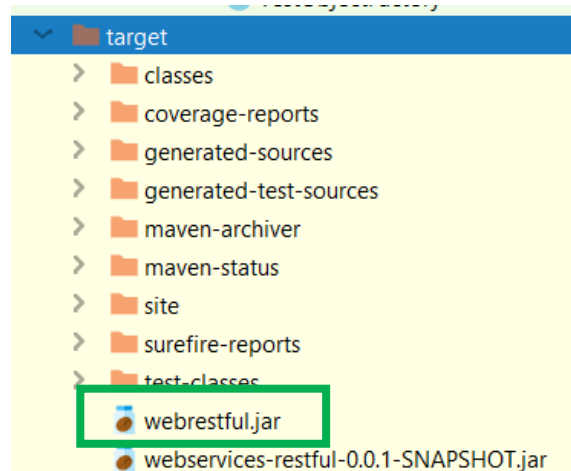 target
classes
coverage-reports
generated-sources
generated-test-sources
maven-archiver
maven-status
site
surefire-reports
test-classes
webrestful.jar
webservices-restful-0.0.1-SNAPSHOT.jar